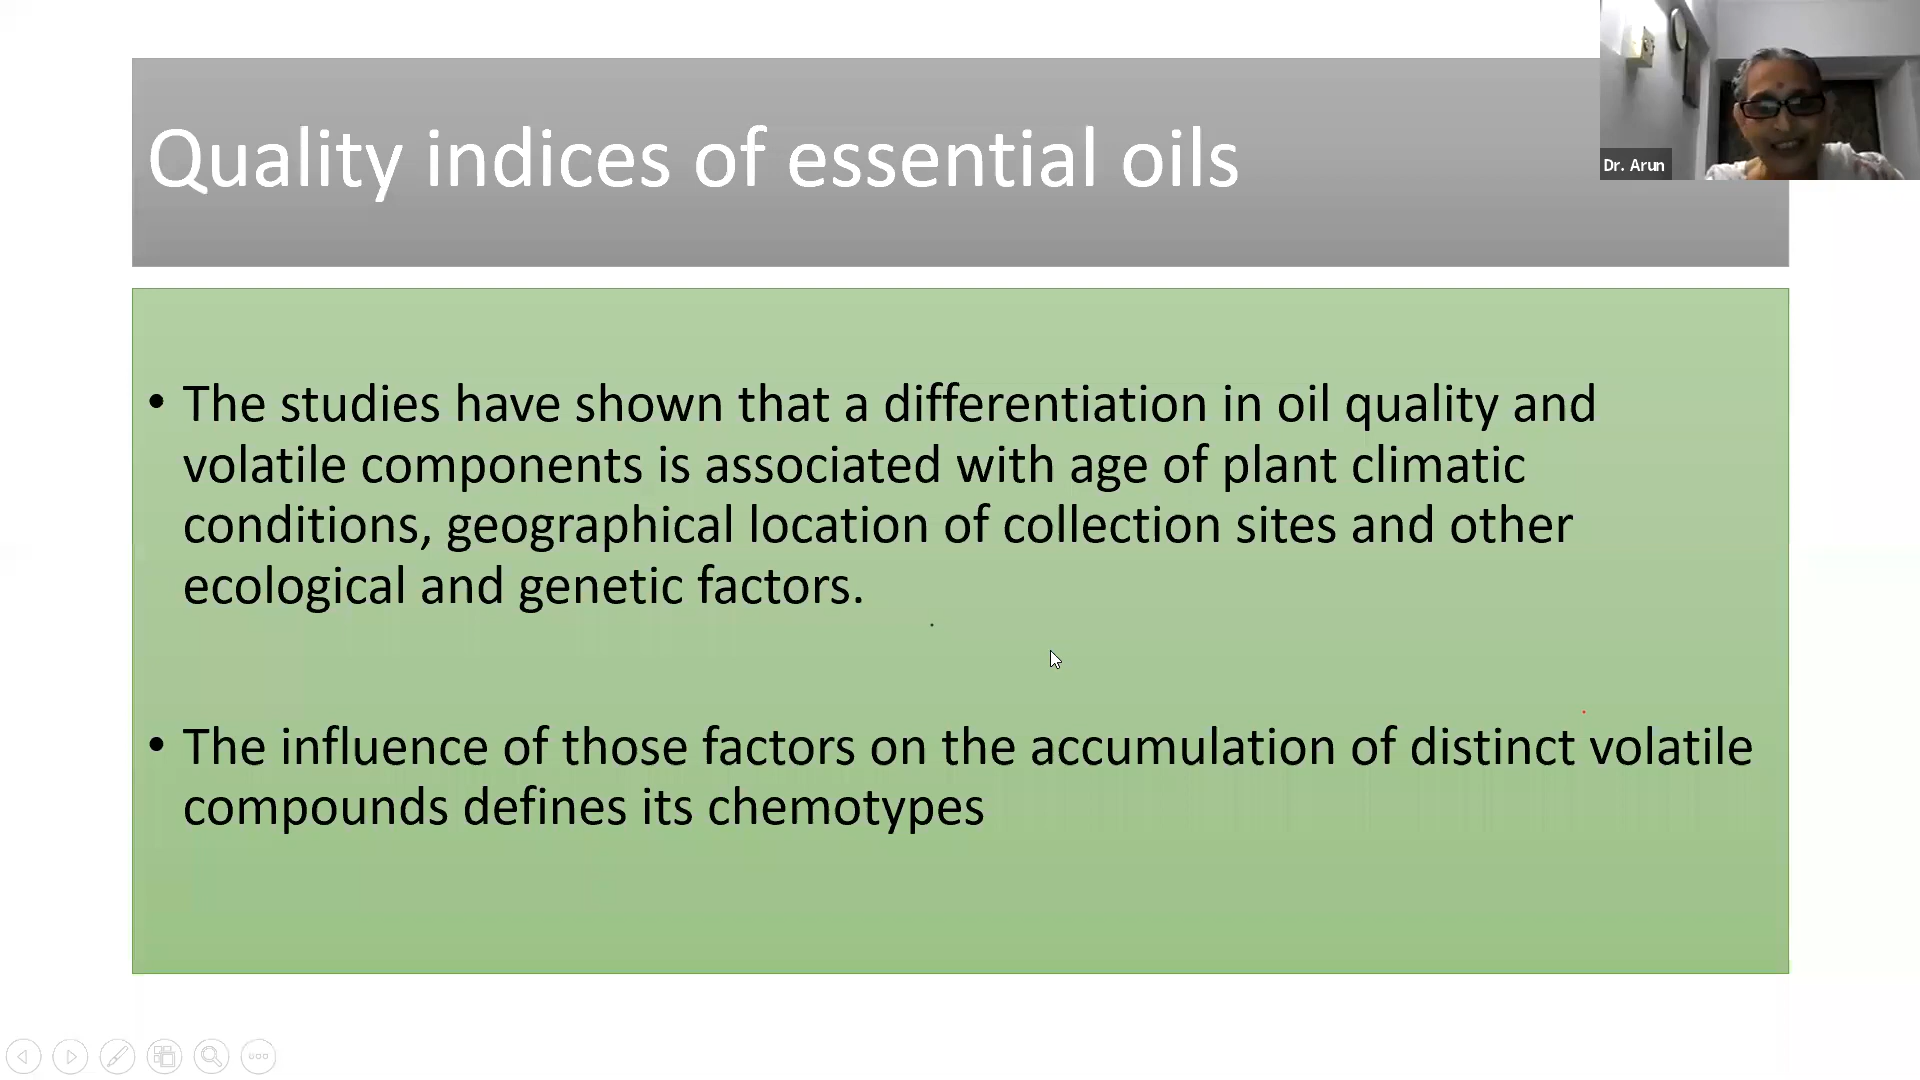 Quality indices of essential oils
Dr. Arun
• The studies have shown that a differentiation in oil quality and
volatile components is associated with age of plant climatic
conditions, geographical location of collection sites and other
ecological and genetic factors.
• The influence of those factors on the accumulation of distinct volatile
compounds defines its chemotypes